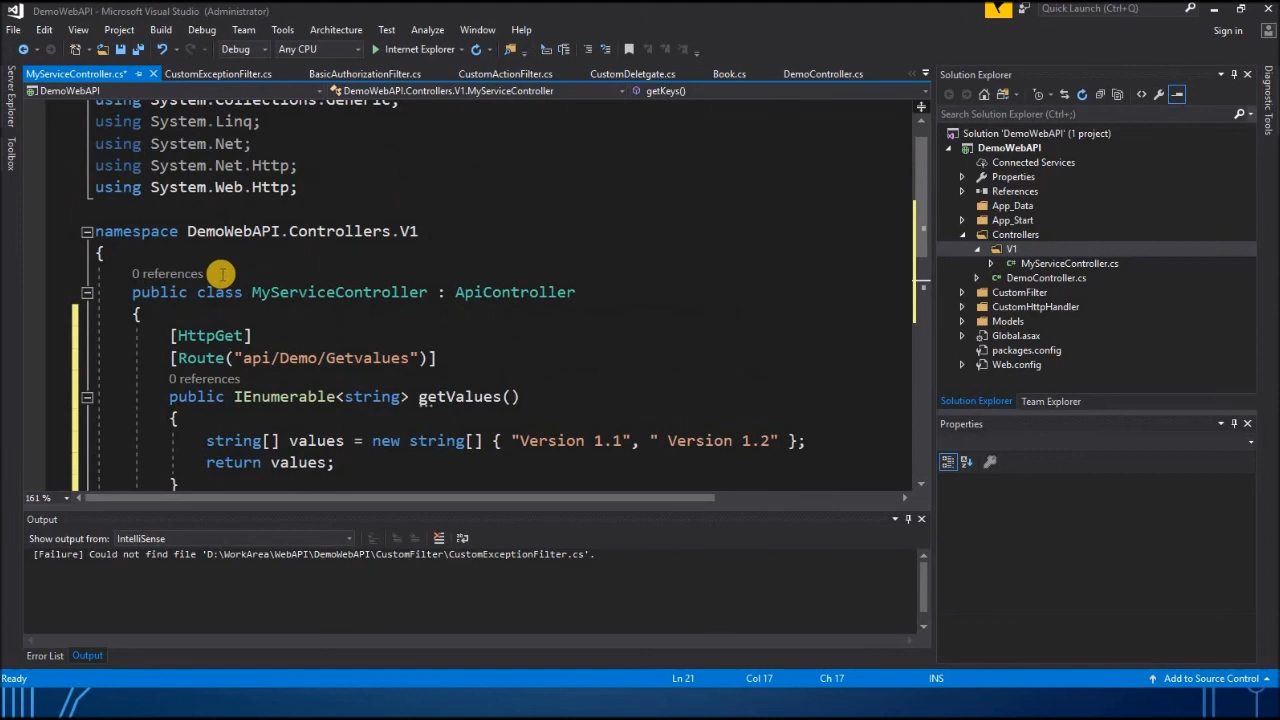 DemoWebAPI - Microsoft Visual Studio (Administrator)
Quick Launch (Ctrl+Q)
File Edit View Project Build Debug Team Tools Architecture Test Analyze Window Help
Sign in
Debug Any CPU Internet Explorer
MyServiceController.cs* CustomExceptionFilter.cs BasicAuthorizationFilter.cs CustomActionFilter.cs CustomDeletgate.cs Book.cs DemoController.cs
DemoWebAPI DemoWebAPI.Controllers.V1.MyServiceController getKeys()
Server Explorer
Toolbox
using System.Collections.Generic;
using System.Linq;
using System.Net;
using System.Net.Http;
using System.Web.Http;
namespace DemoWebAPI.Controllers.V1
{
0 references
public class MyServiceController : ApiController
{
[HttpGet]
[Route("api/Demo/Getvalues")]
0 references
public IEnumerable<string> getValues()
{
string[] values = new string[] { "Version 1.1", " Version 1.2" };
return values;
}
161 %
Output
Show output from: IntelliSense
[Failure] Could not find file 'D:\WorkArea\WebAPI\DemoWebAPI\CustomFilter\CustomExceptionFilter.cs'.
Error List Output
Solution Explorer
Search Solution Explorer (Ctrl+;)
Solution 'DemoWebAPI' (1 project)
DemoWebAPI
Connected Services
Properties
References
App_Data
App_Start
Controllers
V1
MyServiceController.cs
DemoController.cs
CustomFilter
CustomHttpHandler
Models
Global.asax
packages.config
Web.config
Solution Explorer Team Explorer
Properties
Diagnostic Tools
Ready Ln 21 Col 17 Ch 17 INS Add to Source Control